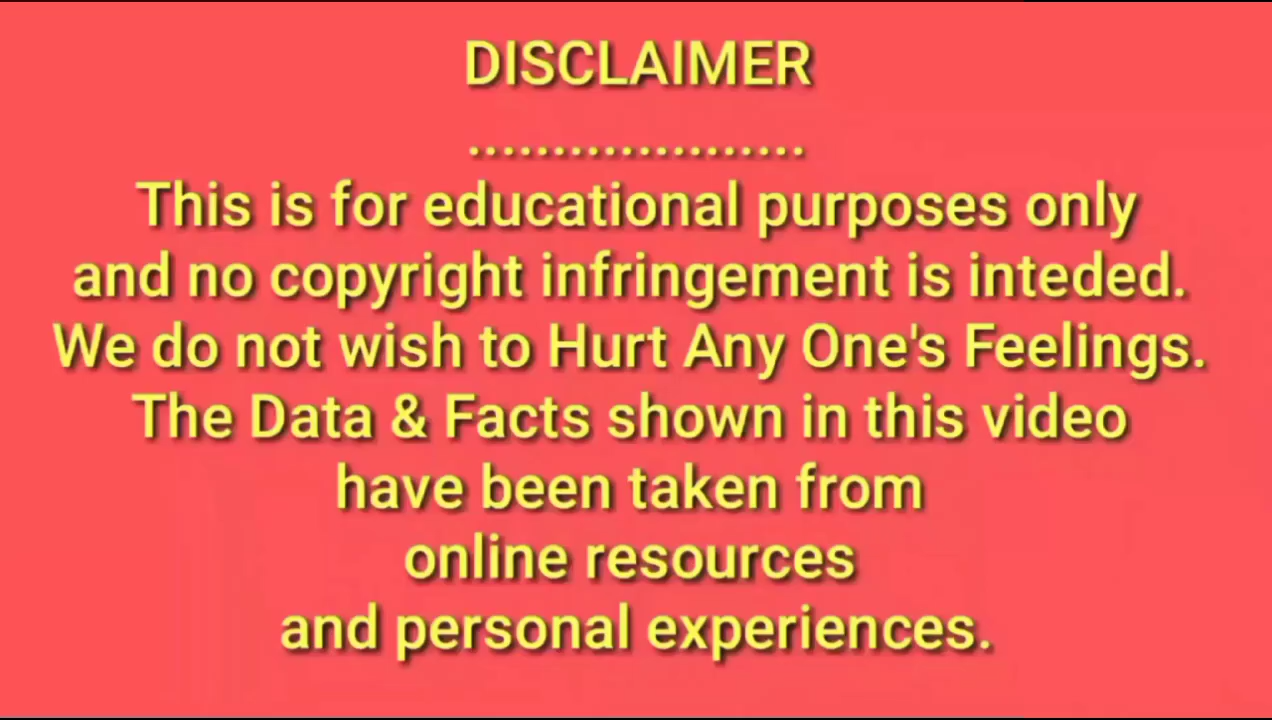 DISCLAIMER
....................
This is for educational purposes only
and no copyright infringement is inteded.
We do not wish to Hurt Any One's Feelings.
The Data & Facts shown in this video
have been taken from
online resources
and personal experiences.